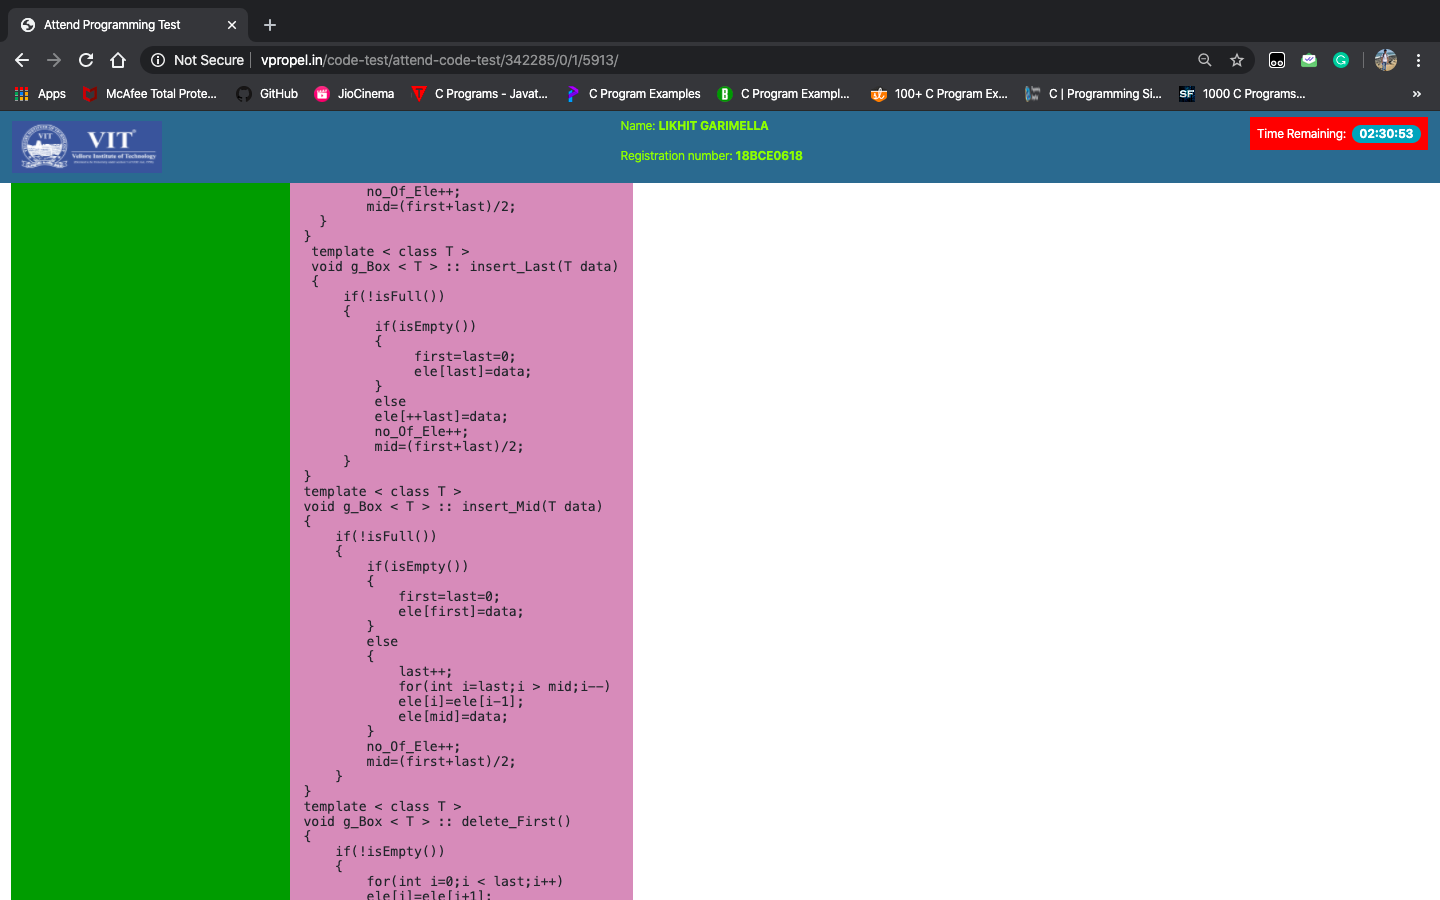 Attend Programming Test
Not Secure | vpropel.in/code-test/attend-code-test/342285/0/1/5913/
Apps McAfee Total Prote... GitHub JioCinema C Programs - Javat... C Program Examples C Program Exampl... 100+ C Program Ex... C | Programming Si... SF 1000 C Programs... »
VIT VIT®
Vellore Institute of Technology
Name: LIKHIT GARIMELLA
Registration number: 18BCE0618
Time Remaining: 02:30:53
no_Of_Ele++;
mid=(first+last)/2;
}
}
template < class T >
void g_Box < T > :: insert_Last(T data)
{
if(!isFull())
{
if(isEmpty())
{
first=last=0;
ele[last]=data;
}
else
ele[++last]=data;
no_Of_Ele++;
mid=(first+last)/2;
}
}
template < class T >
void g_Box < T > :: insert_Mid(T data)
{
if(!isFull())
{
if(isEmpty())
{
first=last=0;
ele[first]=data;
}
else
{
last++;
for(int i=last;i > mid;i--)
ele[i]=ele[i-1];
ele[mid]=data;
}
no_Of_Ele++;
mid=(first+last)/2;
}
}
template < class T >
void g_Box < T > :: delete_First()
{
if(!isEmpty())
{
for(int i=0;i < last;i++)
ele[i]=ele[i+1];